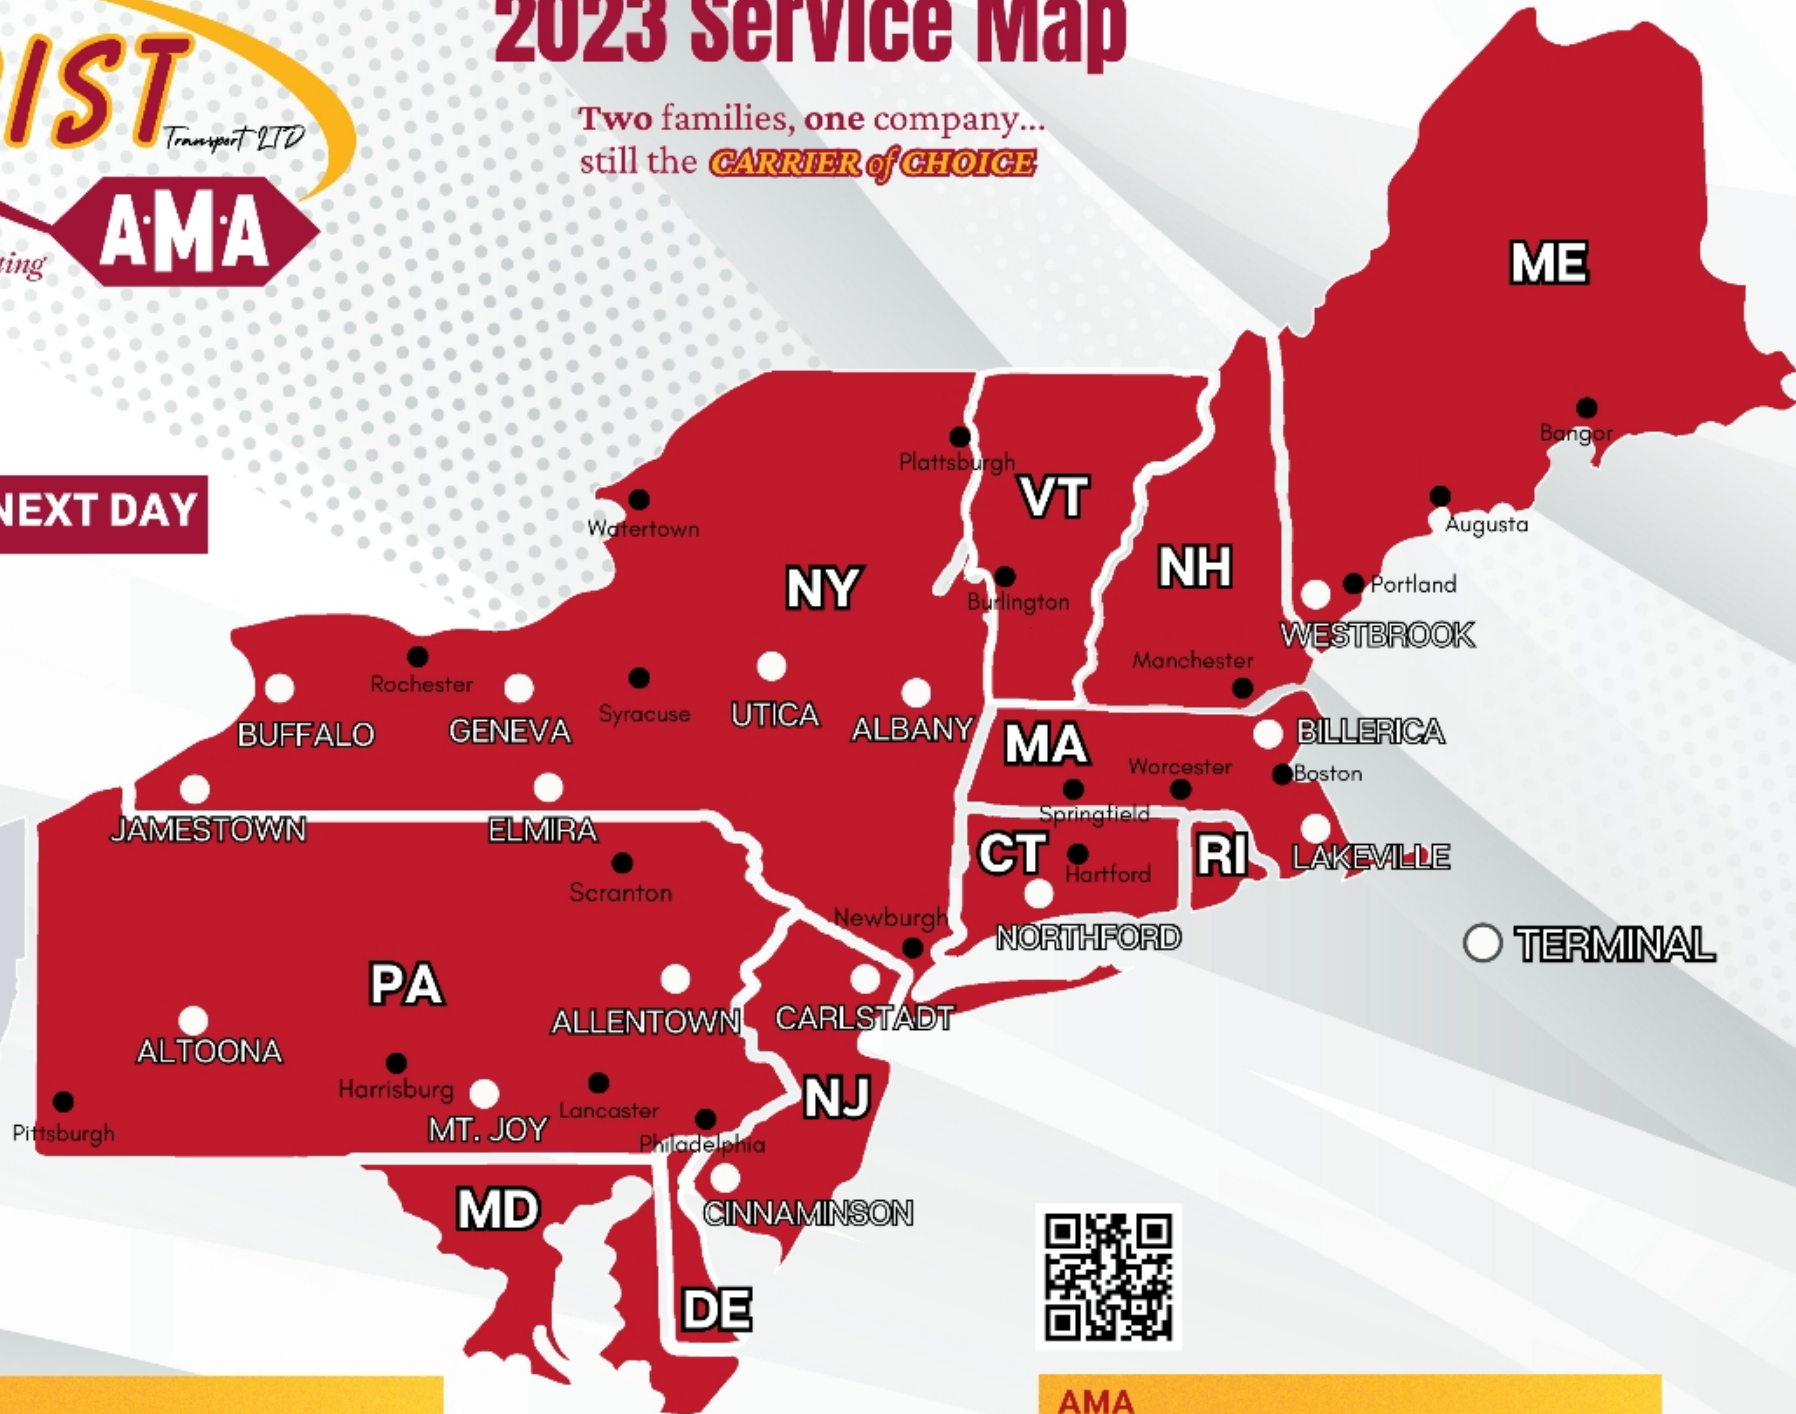 2023 Service Map
Two families, one company...
still the CARRIER of CHOICE
IST
Transport LTD
A·M·A
ting
NEXT DAY
ME
Bangor
Augusta
Portland
WESTBROOK
Plattsburgh
VT
Watertown
NY
NH
Burlington
Manchester
Rochester
Syracuse
BUFFALO
GENEVA
UTICA
ALBANY
MA
BILLERICA
Worcester
Boston
Springfield
JAMESTOWN
ELMIRA
CT
RI
LAKEVILLE
Hartford
Scranton
Newburgh
NORTHFORD
TERMINAL
PA
ALLENTOWN
CARLSTADT
ALTOONA
Harrisburg
NJ
Lancaster
MT. JOY
Pittsburgh
Philadelphia
MD
CINNAMINSON
DE
AMA